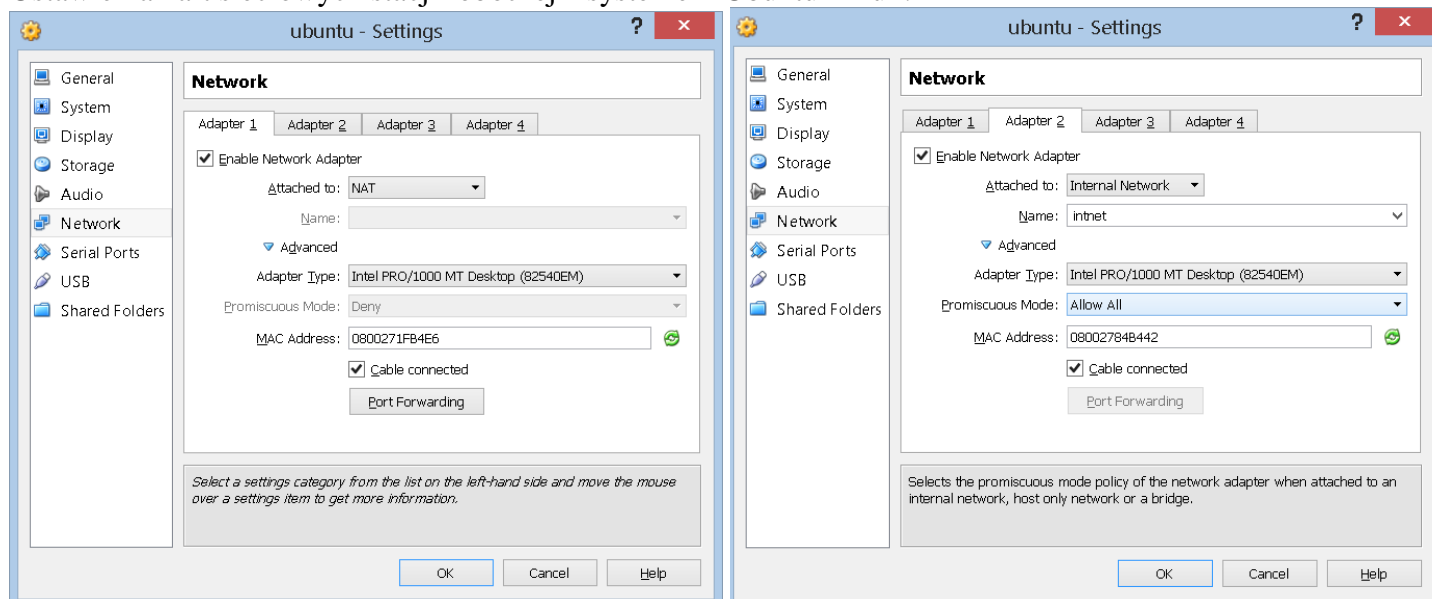 ubuntu - Settings
General
System
Display
Storage
Audio
Network
Serial Ports
USB
Shared Folders
Network
Adapter 1 Adapter 2 Adapter 3 Adapter 4
Enable Network Adapter
Attached to: NAT
Name:
Advanced
Adapter Type: Intel PRO/1000 MT Desktop (82540EM)
Promiscuous Mode: Deny
MAC Address: 0800271FB4E6
Cable connected
Port Forwarding
Select a settings category from the list on the left-hand side and move the mouse
over a settings item to get more information.
OK Cancel Help
ubuntu - Settings
General
System
Display
Storage
Audio
Network
Serial Ports
USB
Shared Folders
Network
Adapter 1 Adapter 2 Adapter 3 Adapter 4
Enable Network Adapter
Attached to: Internal Network
Name: intnet
Advanced
Adapter Type: Intel PRO/1000 MT Desktop (82540EM)
Promiscuous Mode: Allow All
MAC Address: 08002784B442
Cable connected
Port Forwarding
Selects the promiscuous mode policy of the network adapter when attached to an
internal network, host only network or a bridge.
OK Cancel Help